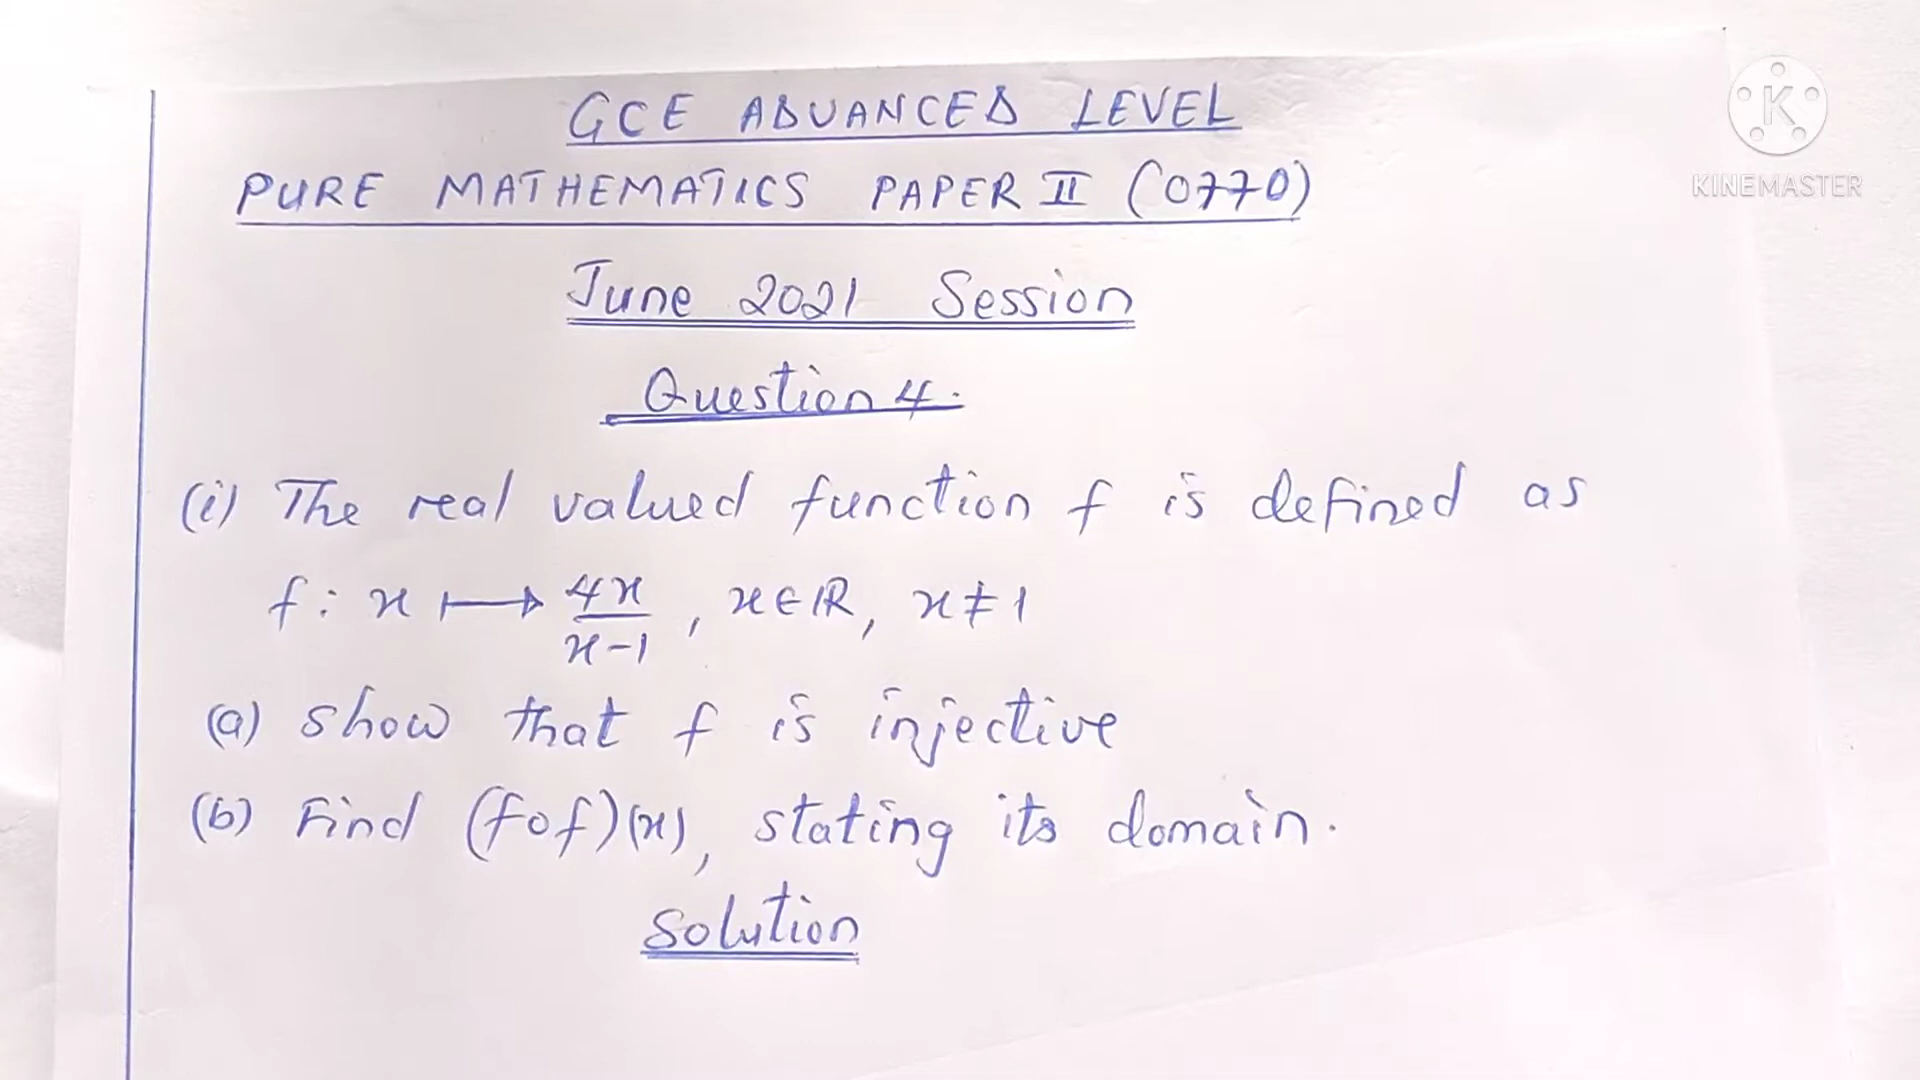 GCE ADVANCED LEVEL
PURE MATHEMATICS PAPER II (0770)
June 2021 Session
Question 4.
(i) The real valued function f is defined as
f: x ↦ 4x/(x-1), x∈ℝ, x≠1
(a) show that f is injective
(b) Find (fof)(x), stating its domain.
Solution
K
KINEMASTER